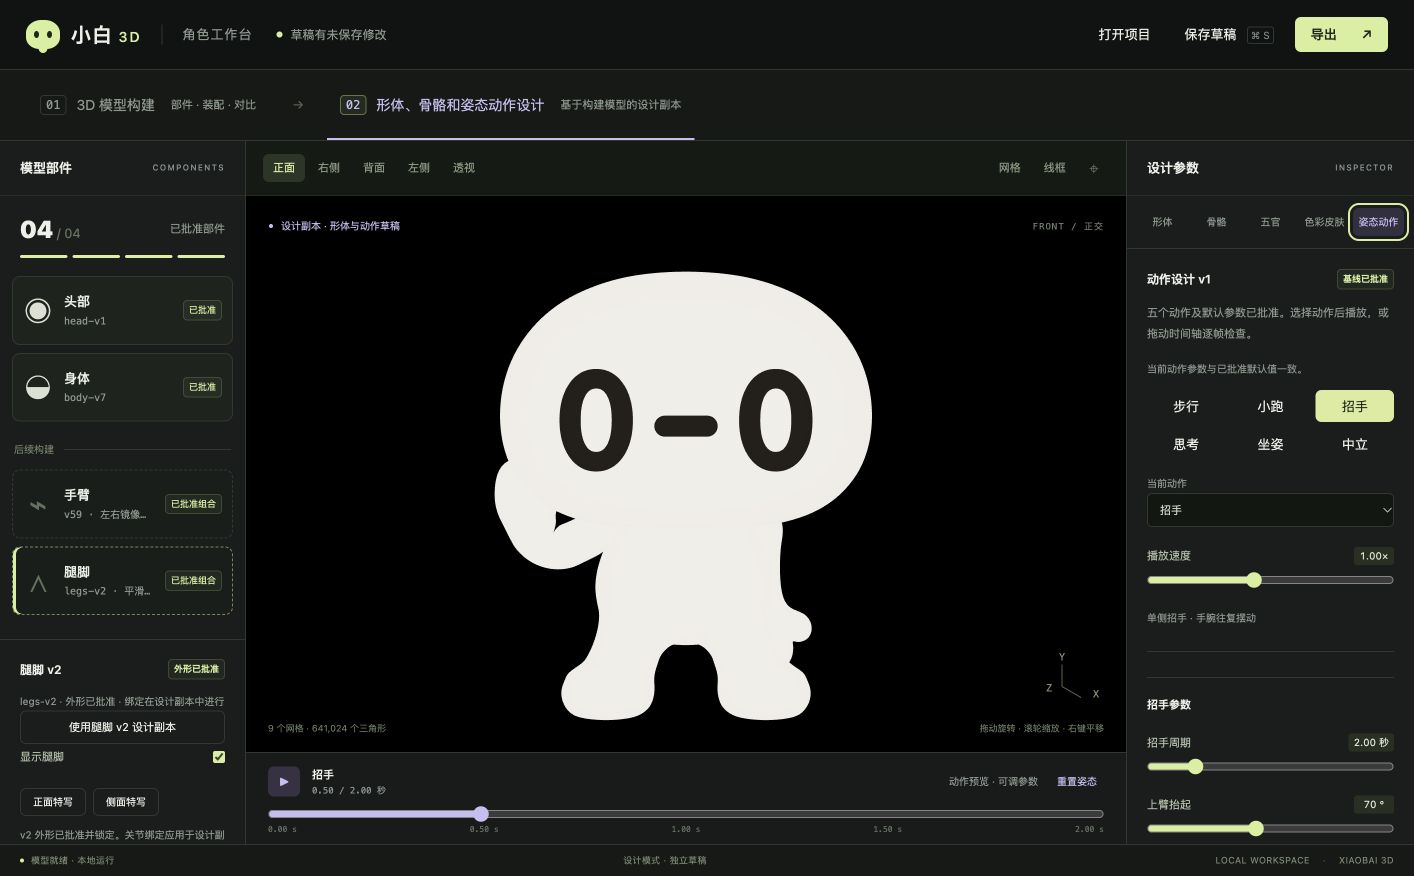 小白 3D
角色工作台
草稿有未保存修改
打开项目
保存草稿 ⌘ S
导出
01 3D 模型构建 部件 · 装配 · 对比 →
02 形体、骨骼和姿态动作设计 基于构建模型的设计副本
模型部件 COMPONENTS
04 / 04 已批准部件
头部
head-v1
已批准
身体
body-v7
已批准
后续构建
手臂
v59 · 左右镜像…
已批准组合
腿脚
legs-v2 · 平滑…
已批准组合
腿脚 v2 外形已批准
legs-v2 · 外形已批准 · 绑定在设计副本中进行
使用腿脚 v2 设计副本
显示腿脚
正面特写 侧面特写
v2 外形已批准并锁定。关节绑定应用于设计副
正面 右侧 背面 左侧 透视
网格 线框
设计副本 · 形体与动作草稿
FRONT / 正交
Y
Z X
9 个网格 · 641,024 个三角形
拖动旋转 · 滚轮缩放 · 右键平移
招手
0.50 / 2.00 秒
动作预览 · 可调参数 重置姿态
0.00 s 0.50 s 1.00 s 1.50 s 2.00 s
设计参数 INSPECTOR
形体 骨骼 五官 色彩皮肤 姿态动作
动作设计 v1 基线已批准
五个动作及默认参数已批准。选择动作后播放，或
拖动时间轴逐帧检查。
当前动作参数与已批准默认值一致。
步行 小跑 招手
思考 坐姿 中立
当前动作
招手
播放速度 1.00×
单侧招手 · 手腕往复摆动
招手参数
招手周期 2.00 秒
上臂抬起 70 °
模型就绪 · 本地运行
设计模式 · 独立草稿
LOCAL WORKSPACE · XIAOBAI 3D